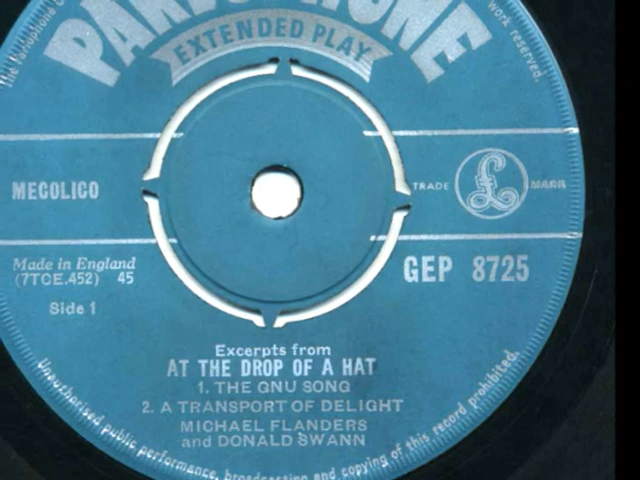 PARLOPHONE
EXTENDED PLAY
The Parlophone C
work reserved.
MECOLICO
TRADE
£
MARK
Made in England
(7TCE.452) 45
GEP 8725
Side 1
Excerpts from
AT THE DROP OF A HAT
1. THE GNU SONG
2. A TRANSPORT OF DELIGHT
MICHAEL FLANDERS
and DONALD SWANN
Unauthorised public performance, broadcasting and copying of this record prohibited.